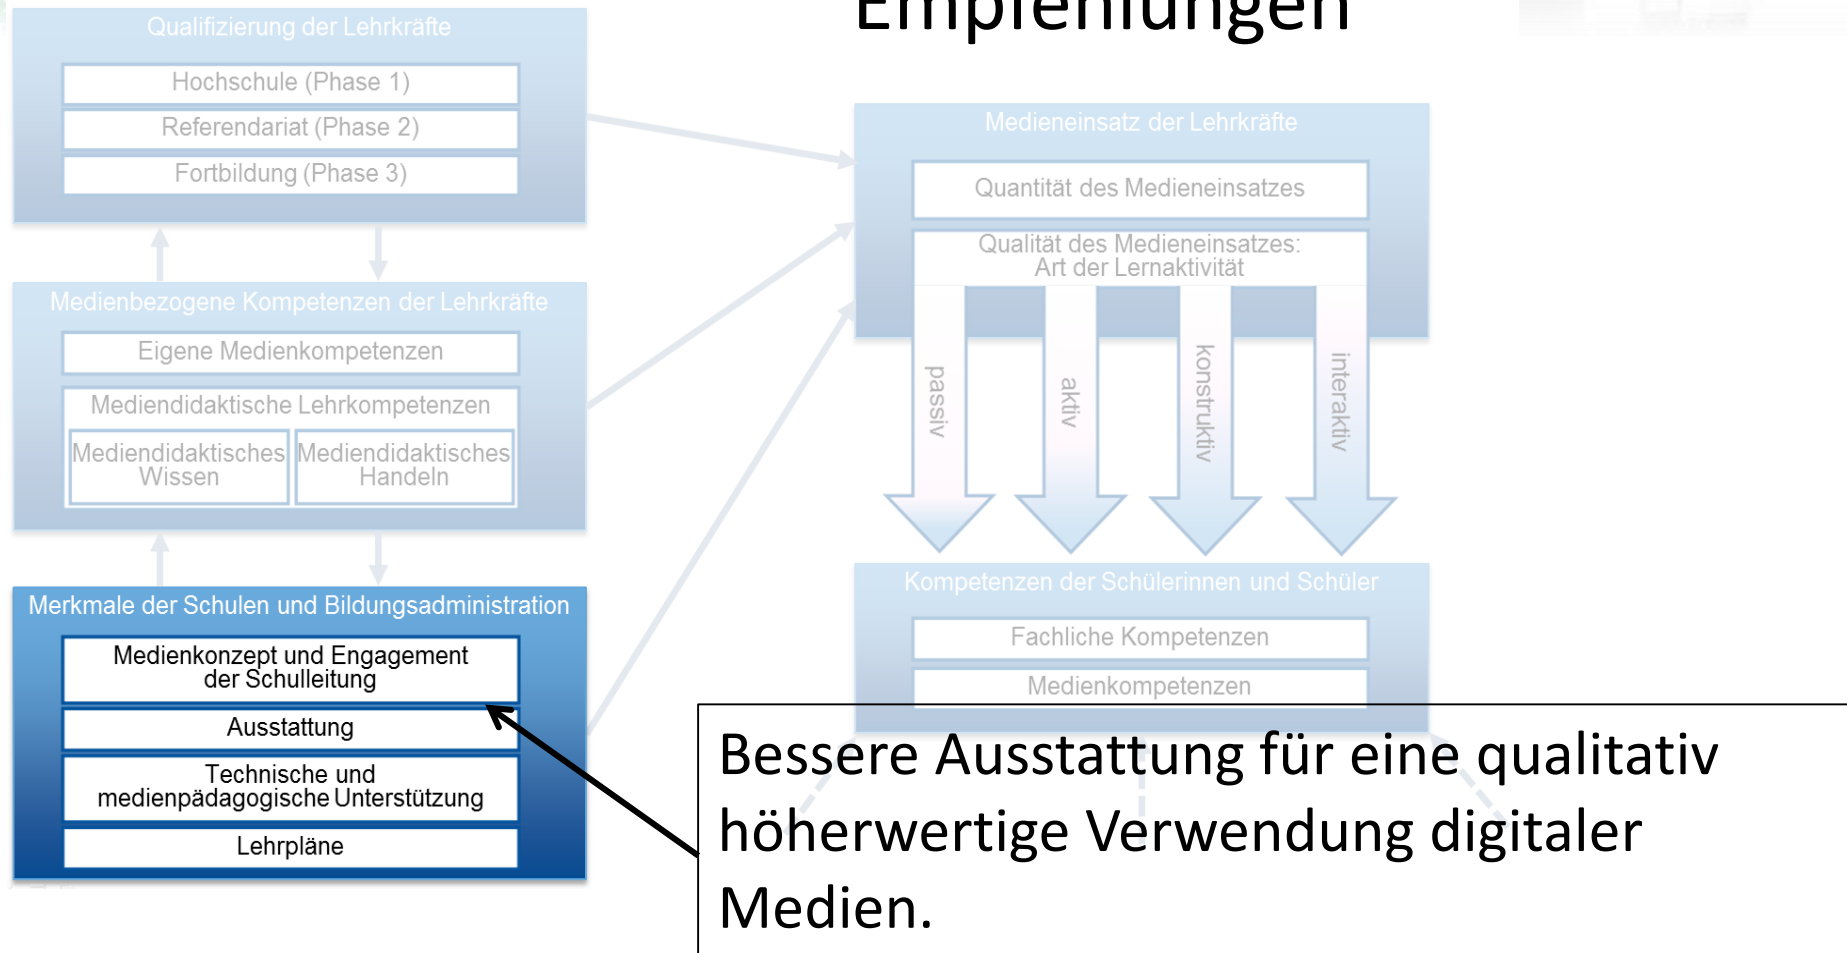 Empfehlungen
Qualifizierung der Lehrkräfte
Hochschule (Phase 1)
Referendariat (Phase 2)
Fortbildung (Phase 3)
Medienbezogene Kompetenzen der Lehrkräfte
Eigene Medienkompetenzen
Mediendidaktische Lehrkompetenzen
Mediendidaktisches
Wissen
Mediendidaktisches
Handeln
Merkmale der Schulen und Bildungsadministration
Medienkonzept und Engagement
der Schulleitung
Ausstattung
Technische und
medienpädagogische Unterstützung
Lehrpläne
Medieneinsatz der Lehrkräfte
Quantität des Medieneinsatzes
Qualität des Medieneinsatzes:
Art der Lernaktivität
passiv
aktiv
konstruktiv
interaktiv
Kompetenzen der Schülerinnen und Schüler
Fachliche Kompetenzen
Medienkompetenzen
Bessere Ausstattung für eine qualitativ
höherwertige Verwendung digitaler
Medien.